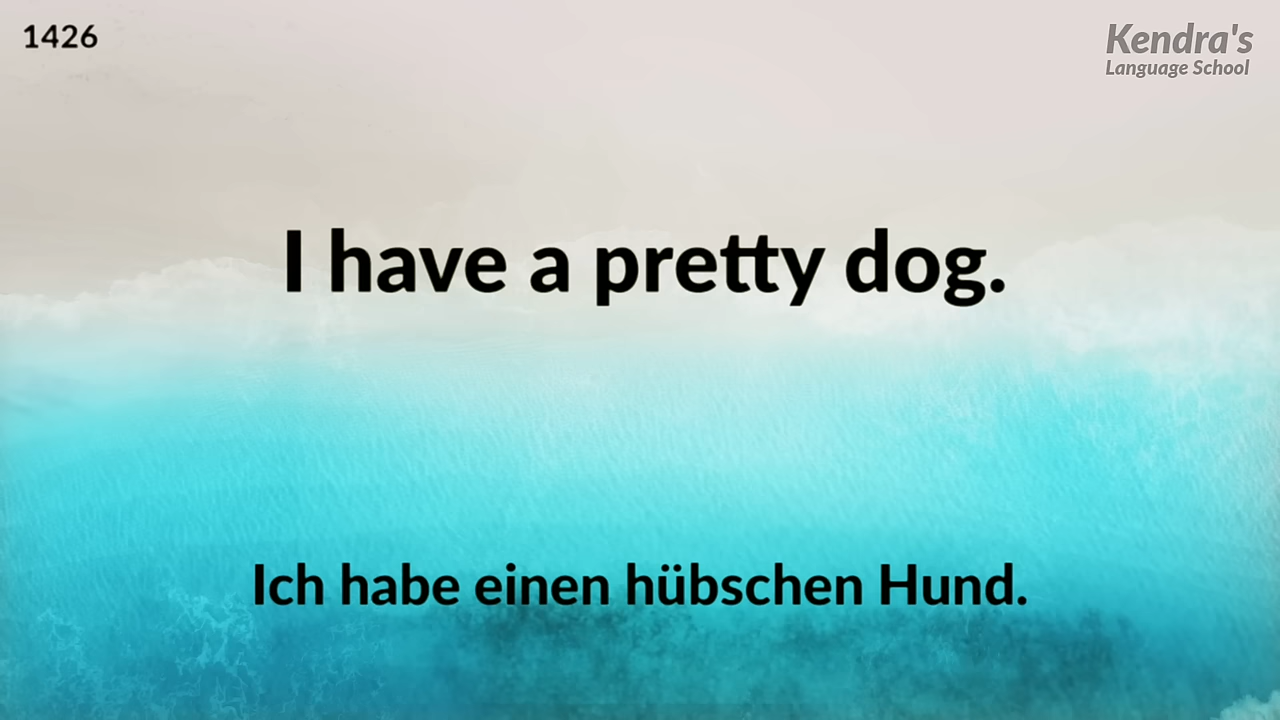 1426
Kendra's
Language School
I have a pretty dog.
Ich habe einen hübschen Hund.